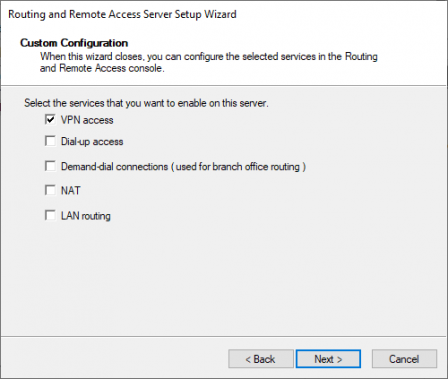 Routing and Remote Access Server Setup Wizard
Custom Configuration
When this wizard closes, you can configure the selected services in the Routing
and Remote Access console.
Select the services that you want to enable on this server.
VPN access
Dial-up access
Demand-dial connections ( used for branch office routing )
NAT
LAN routing
< Back
Next >
Cancel